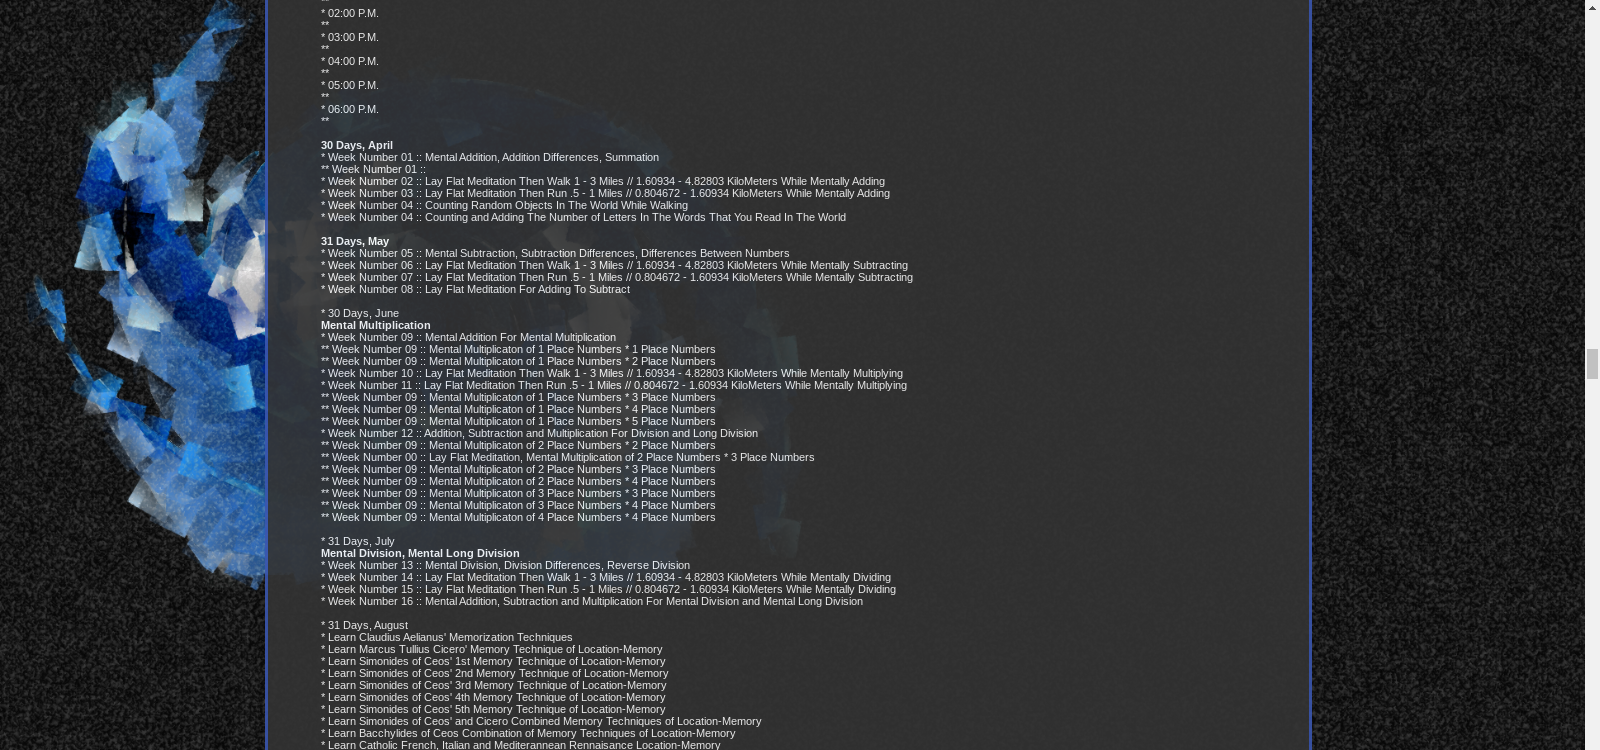 **
* 02:00 P.M.
**
* 03:00 P.M.
**
* 04:00 P.M.
**
* 05:00 P.M.
**
* 06:00 P.M.
**
30 Days, April
* Week Number 01 :: Mental Addition, Addition Differences, Summation
** Week Number 01 ::
* Week Number 02 :: Lay Flat Meditation Then Walk 1 - 3 Miles // 1.60934 - 4.82803 KiloMeters While Mentally Adding
* Week Number 03 :: Lay Flat Meditation Then Run .5 - 1 Miles // 0.804672 - 1.60934 KiloMeters While Mentally Adding
* Week Number 04 :: Counting Random Objects In The World While Walking
* Week Number 04 :: Counting and Adding The Number of Letters In The Words That You Read In The World
31 Days, May
* Week Number 05 :: Mental Subtraction, Subtraction Differences, Differences Between Numbers
* Week Number 06 :: Lay Flat Meditation Then Walk 1 - 3 Miles // 1.60934 - 4.82803 KiloMeters While Mentally Subtracting
* Week Number 07 :: Lay Flat Meditation Then Run .5 - 1 Miles // 0.804672 - 1.60934 KiloMeters While Mentally Subtracting
* Week Number 08 :: Lay Flat Meditation For Adding To Subtract
* 30 Days, June
Mental Multiplication
* Week Number 09 :: Mental Addition For Mental Multiplication
** Week Number 09 :: Mental Multiplicaton of 1 Place Numbers * 1 Place Numbers
** Week Number 09 :: Mental Multiplicaton of 1 Place Numbers * 2 Place Numbers
* Week Number 10 :: Lay Flat Meditation Then Walk 1 - 3 Miles // 1.60934 - 4.82803 KiloMeters While Mentally Multiplying
* Week Number 11 :: Lay Flat Meditation Then Run .5 - 1 Miles // 0.804672 - 1.60934 KiloMeters While Mentally Multiplying
** Week Number 09 :: Mental Multiplicaton of 1 Place Numbers * 3 Place Numbers
** Week Number 09 :: Mental Multiplicaton of 1 Place Numbers * 4 Place Numbers
** Week Number 09 :: Mental Multiplicaton of 1 Place Numbers * 5 Place Numbers
* Week Number 12 :: Addition, Subtraction and Multiplication For Division and Long Division
** Week Number 09 :: Mental Multiplicaton of 2 Place Numbers * 2 Place Numbers
** Week Number 00 :: Lay Flat Meditation, Mental Multiplication of 2 Place Numbers * 3 Place Numbers
** Week Number 09 :: Mental Multiplicaton of 2 Place Numbers * 3 Place Numbers
** Week Number 09 :: Mental Multiplicaton of 2 Place Numbers * 4 Place Numbers
** Week Number 09 :: Mental Multiplicaton of 3 Place Numbers * 3 Place Numbers
** Week Number 09 :: Mental Multiplicaton of 3 Place Numbers * 4 Place Numbers
** Week Number 09 :: Mental Multiplicaton of 4 Place Numbers * 4 Place Numbers
* 31 Days, July
Mental Division, Mental Long Division
* Week Number 13 :: Mental Division, Division Differences, Reverse Division
* Week Number 14 :: Lay Flat Meditation Then Walk 1 - 3 Miles // 1.60934 - 4.82803 KiloMeters While Mentally Dividing
* Week Number 15 :: Lay Flat Meditation Then Run .5 - 1 Miles // 0.804672 - 1.60934 KiloMeters While Mentally Dividing
* Week Number 16 :: Mental Addition, Subtraction and Multiplication For Mental Division and Mental Long Division
* 31 Days, August
* Learn Claudius Aelianus' Memorization Techniques
* Learn Marcus Tullius Cicero' Memory Technique of Location-Memory
* Learn Simonides of Ceos' 1st Memory Technique of Location-Memory
* Learn Simonides of Ceos' 2nd Memory Technique of Location-Memory
* Learn Simonides of Ceos' 3rd Memory Technique of Location-Memory
* Learn Simonides of Ceos' 4th Memory Technique of Location-Memory
* Learn Simonides of Ceos' 5th Memory Technique of Location-Memory
* Learn Simonides of Ceos' and Cicero Combined Memory Techniques of Location-Memory
* Learn Bacchylides of Ceos Combination of Memory Techniques of Location-Memory
* Learn Catholic French, Italian and Mediterannean Rennaisance Location-Memory